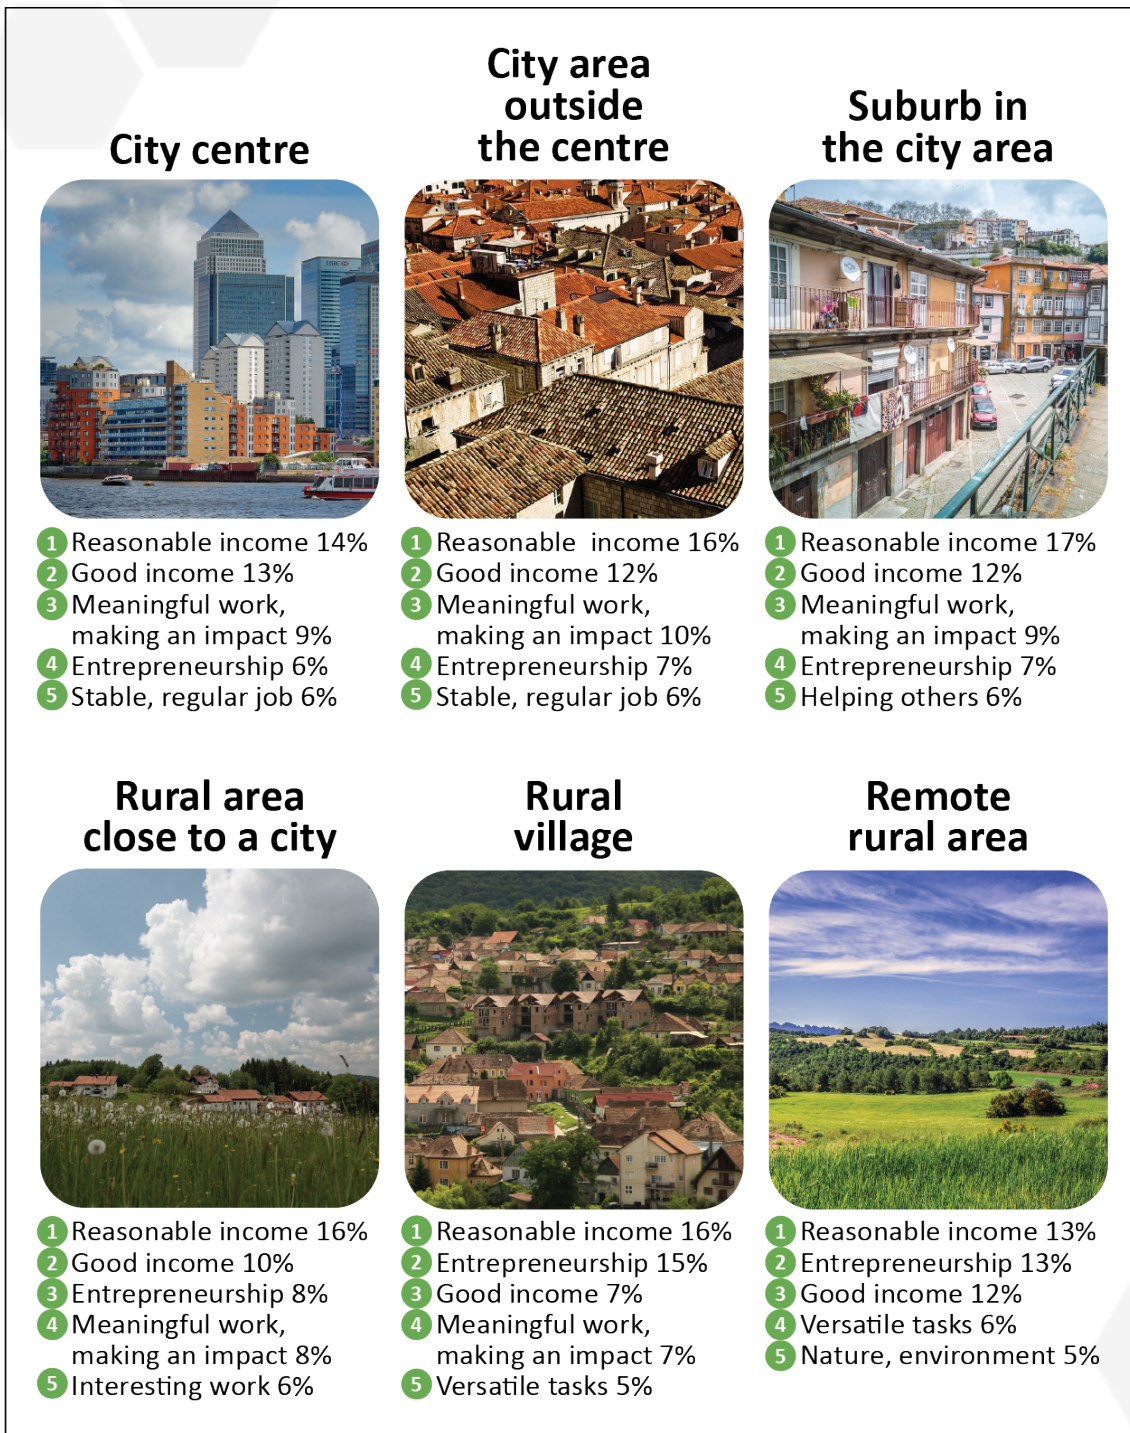 City centre
City area
outside
the centre
Suburb in
the city area
1 Reasonable income 14%
2 Good income 13%
3 Meaningful work,
making an impact 9%
4 Entrepreneurship 6%
5 Stable, regular job 6%
1 Reasonable income 16%
2 Good income 12%
3 Meaningful work,
making an impact 10%
4 Entrepreneurship 7%
5 Stable, regular job 6%
1 Reasonable income 17%
2 Good income 12%
3 Meaningful work,
making an impact 9%
4 Entrepreneurship 7%
5 Helping others 6%
Rural area
close to a city
Rural
village
Remote
rural area
1 Reasonable income 16%
2 Good income 10%
3 Entrepreneurship 8%
4 Meaningful work,
making an impact 8%
5 Interesting work 6%
1 Reasonable income 16%
2 Entrepreneurship 15%
3 Good income 7%
4 Meaningful work,
making an impact 7%
5 Versatile tasks 5%
1 Reasonable income 13%
2 Entrepreneurship 13%
3 Good income 12%
4 Versatile tasks 6%
5 Nature, environment 5%